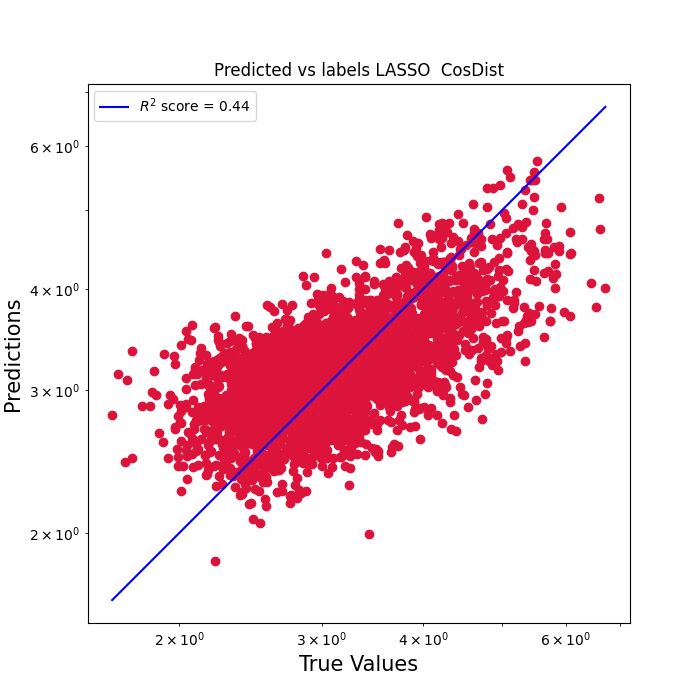 Predicted vs labels LASSO  CosDist
R² score = 0.44
6 × 10⁰
4 × 10⁰
3 × 10⁰
2 × 10⁰
Predictions
2 × 10⁰ 3 × 10⁰ 4 × 10⁰ 6 × 10⁰
True Values